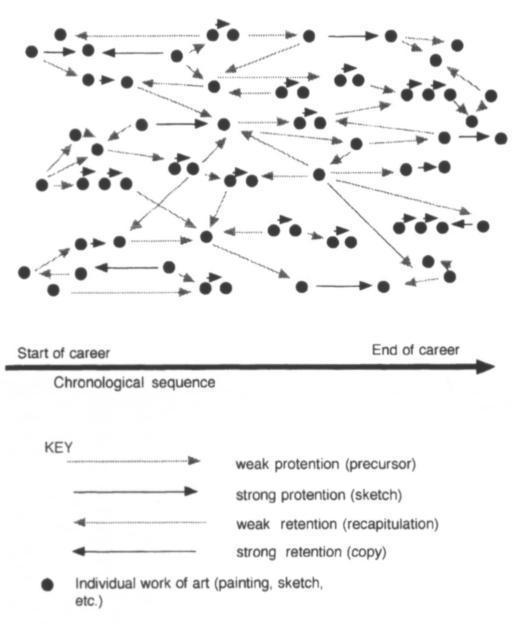 Start of career
End of career
Chronological sequence
KEY
weak protention (precursor)
strong protention (sketch)
weak retention (recapitulation)
strong retention (copy)
Individual work of art (painting, sketch,
etc.)